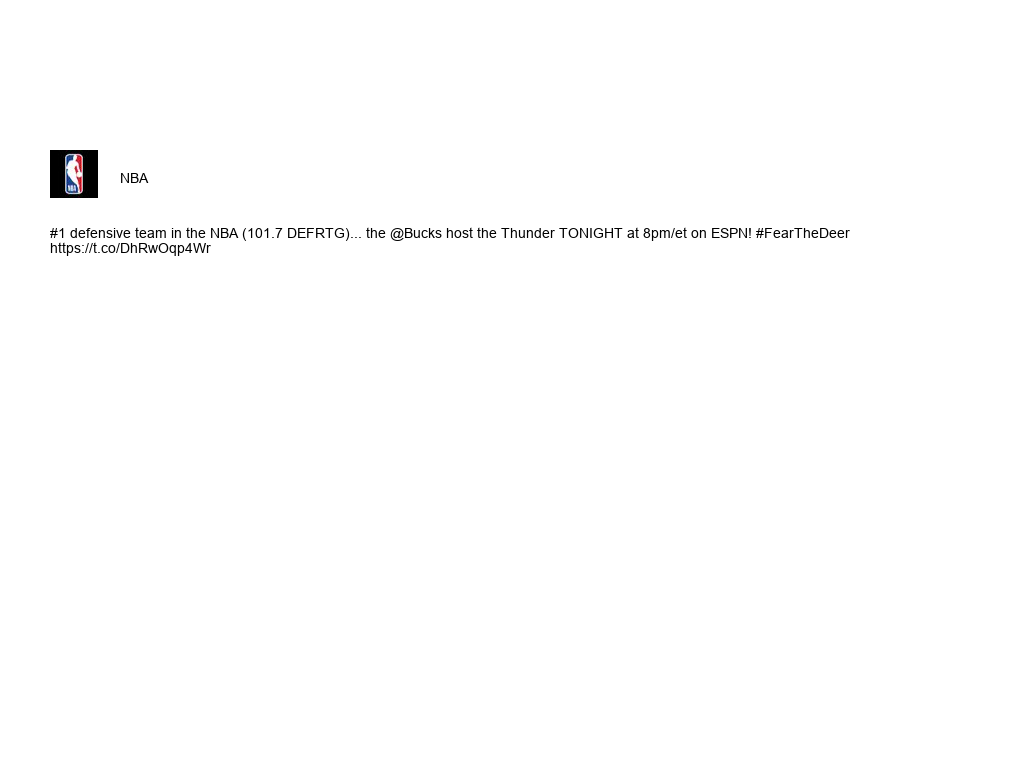 NBA
#1 defensive team in the NBA (101.7 DEFRTG)... the @Bucks host the Thunder TONIGHT at 8pm/et on ESPN! #FearTheDeer
https://t.co/DhRwOqp4Wr